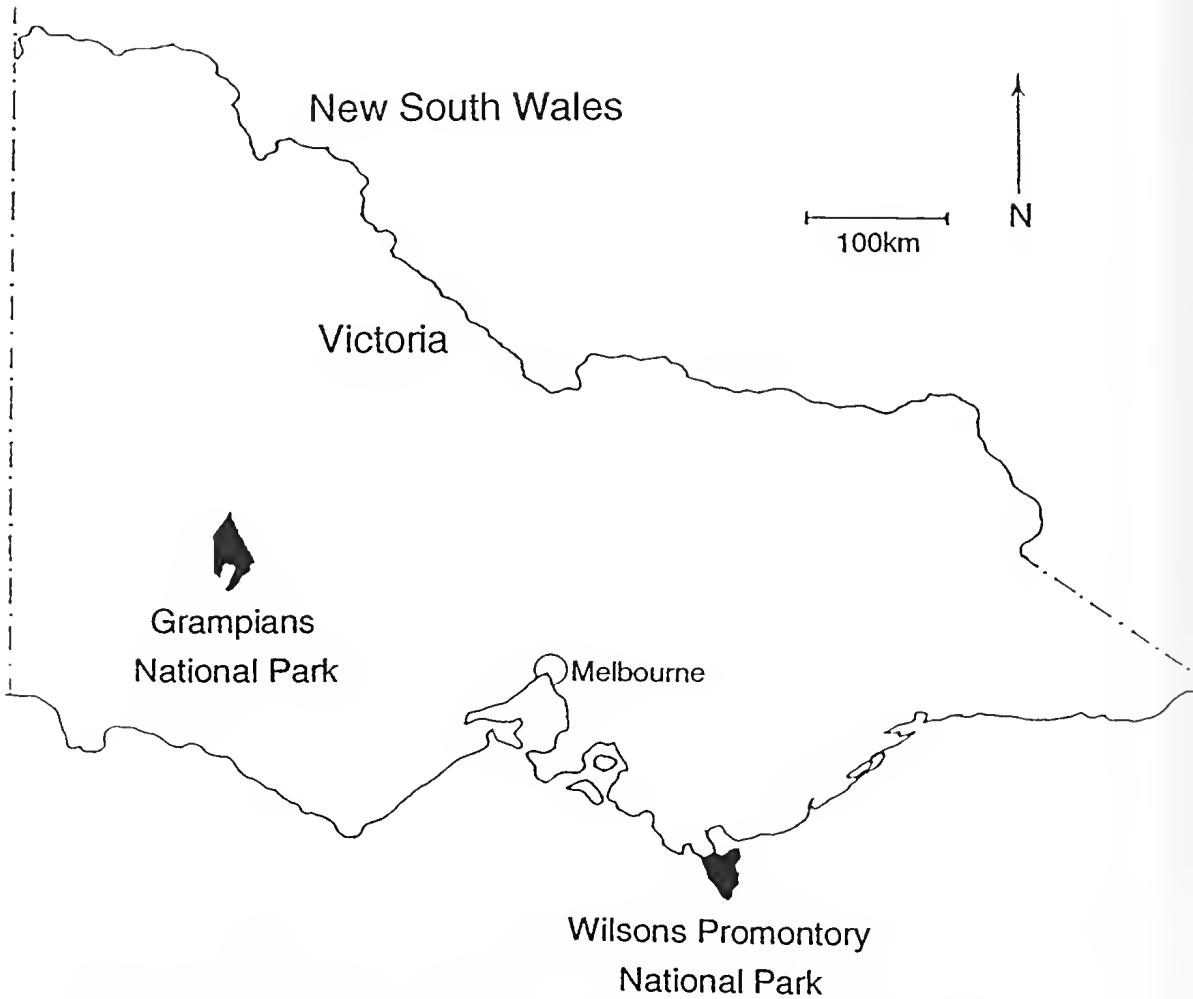 New South Wales
N
100km
Victoria
Grampians
National Park
Melbourne
Wilsons Promontory
National Park